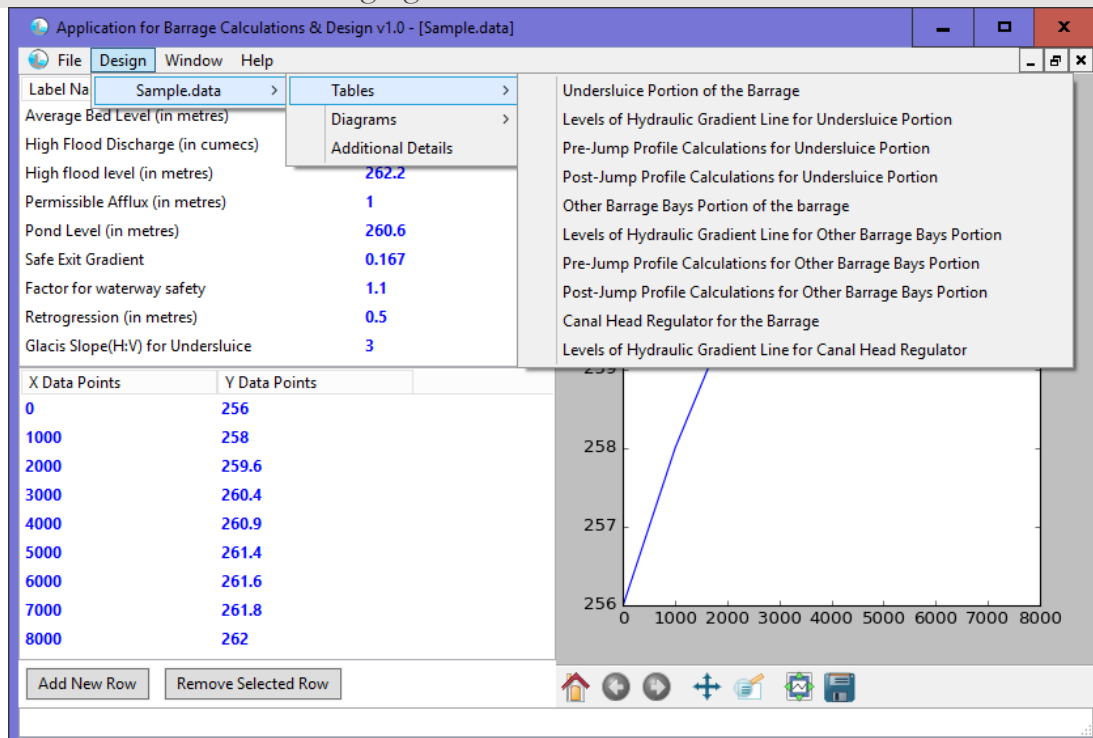 Application for Barrage Calculations & Design v1.0 - [Sample.data]
File Design Window Help
Label Na
Sample.data
Tables
Diagrams
Additional Details
Undersluice Portion of the Barrage
Levels of Hydraulic Gradient Line for Undersluice Portion
Pre-Jump Profile Calculations for Undersluice Portion
Post-Jump Profile Calculations for Undersluice Portion
Other Barrage Bays Portion of the barrage
Levels of Hydraulic Gradient Line for Other Barrage Bays Portion
Pre-Jump Profile Calculations for Other Barrage Bays Portion
Post-Jump Profile Calculations for Other Barrage Bays Portion
Canal Head Regulator for the Barrage
Levels of Hydraulic Gradient Line for Canal Head Regulator
Average Bed Level (in metres)
High Flood Discharge (in cumecs)
High flood level (in metres) 262.2
Permissible Afflux (in metres) 1
Pond Level (in metres) 260.6
Safe Exit Gradient 0.167
Factor for waterway safety 1.1
Retrogression (in metres) 0.5
Glacis Slope(H:V) for Undersluice 3
X Data Points Y Data Points
0 256
1000 258
2000 259.6
3000 260.4
4000 260.9
5000 261.4
6000 261.6
7000 261.8
8000 262
Add New Row Remove Selected Row
259
258
257
256
0 1000 2000 3000 4000 5000 6000 7000 8000